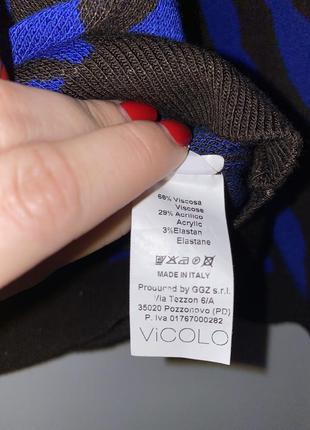 68% Viscosa
Viscose
29% Acrilico
Acrylic
3%Elastan
Elastane
MADE IN ITALY
Prouured by GGZ s.r.l.
Via Tezzon 6/A
35020 Pozzonovo (PD)
P. Iva 01767000282
ViCOLO